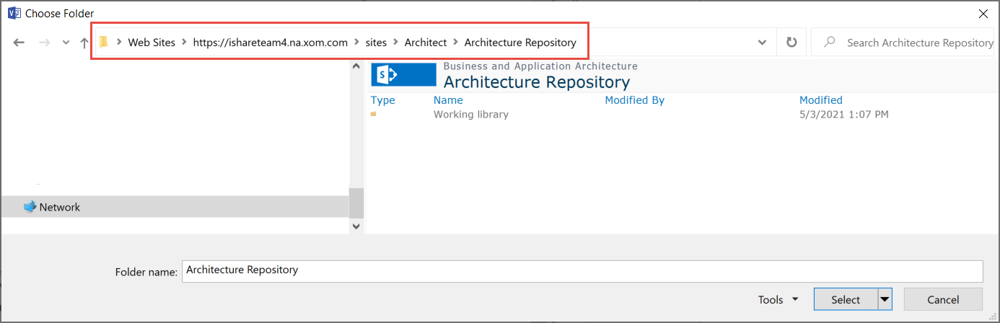 Choose Folder
Web Sites > https://ishareteam4.na.xom.com > sites > Architect > Architecture Repository
Search Architecture Repository
Business and Application Architecture
Architecture Repository
Type Name Modified By Modified
Working library 5/3/2021 1:07 PM
Network
Folder name: Architecture Repository
Tools Select Cancel